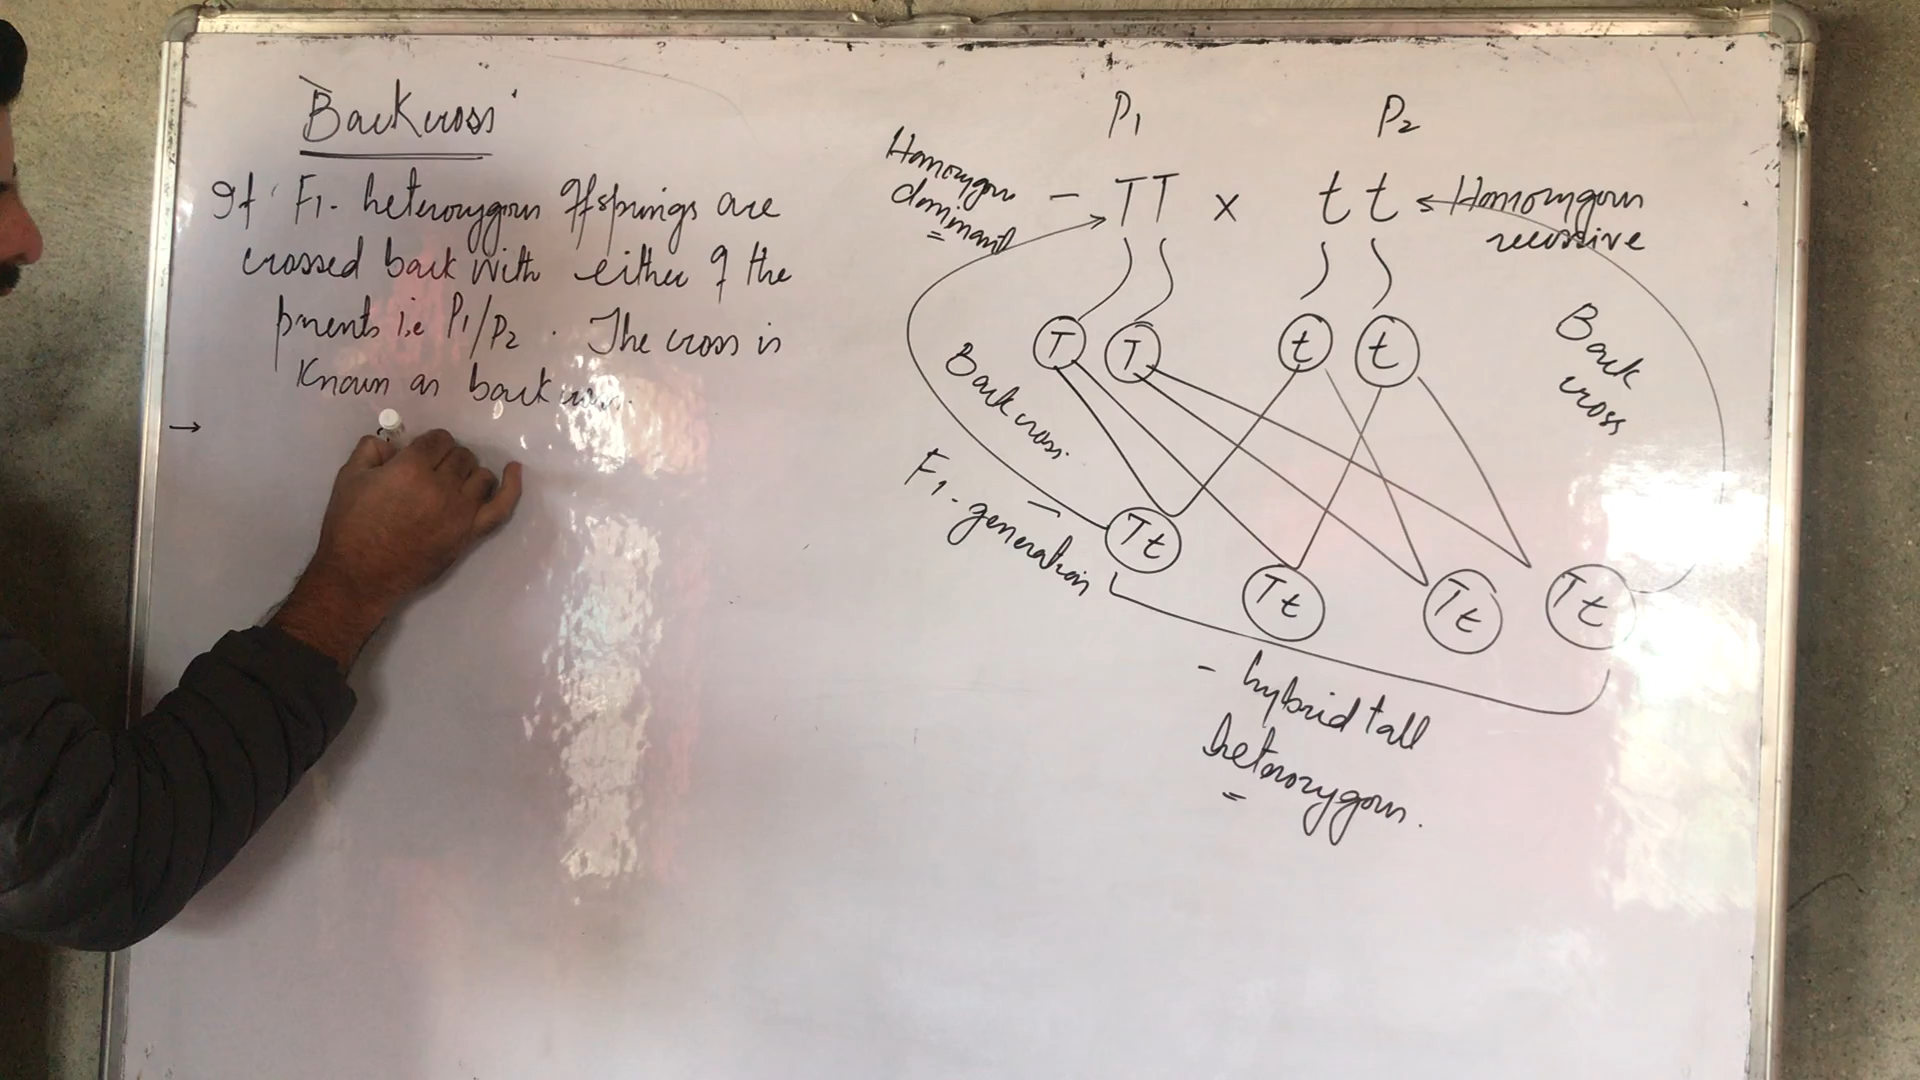 Backcross
If F1- heterozygous offsprings are
crossed back with either of the
parents i.e P1/P2. The cross is
Known as back cross.
→
P1 P2
Homozygous
dominant
- TT x tt ← Homozygous
recessive
T T t t
Back cross.
Back
cross
F1- generation
Tt Tt Tt Tt
- hybrid tall
heterozygous.